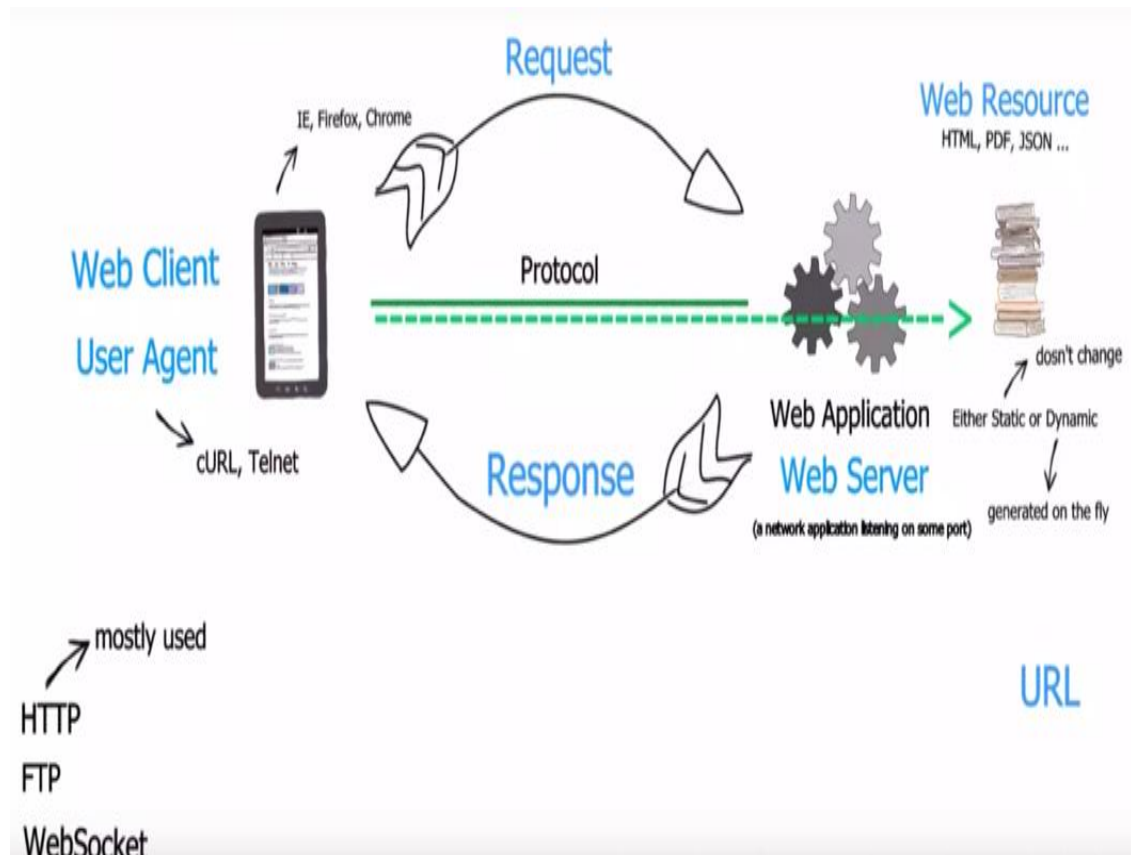 Request
Web Resource
HTML, PDF, JSON ...
IE, Firefox, Chrome
Web Client
User Agent
cURL, Telnet
Protocol
Response
Web Application
Web Server
(a network application listening on some port)
dosn't change
Either Static or Dynamic
generated on the fly
mostly used
HTTP
FTP
WebSocket
URL